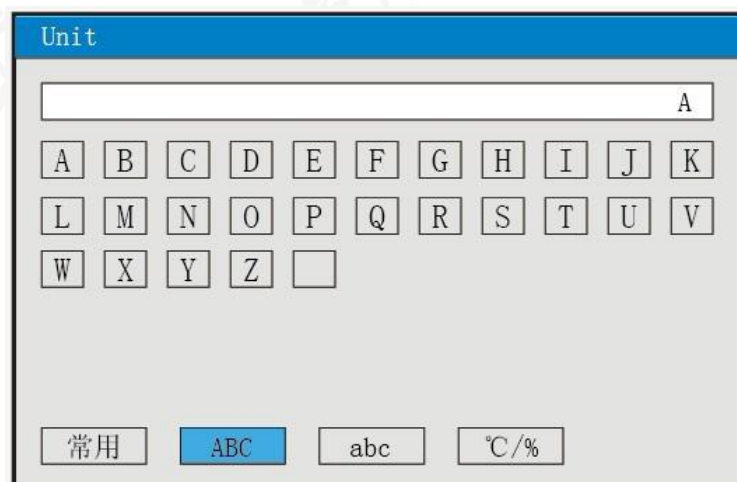 Unit
A
A B C D E F G H I J K
L M N O P Q R S T U V
W X Y Z
常用 ABC abc ℃/%